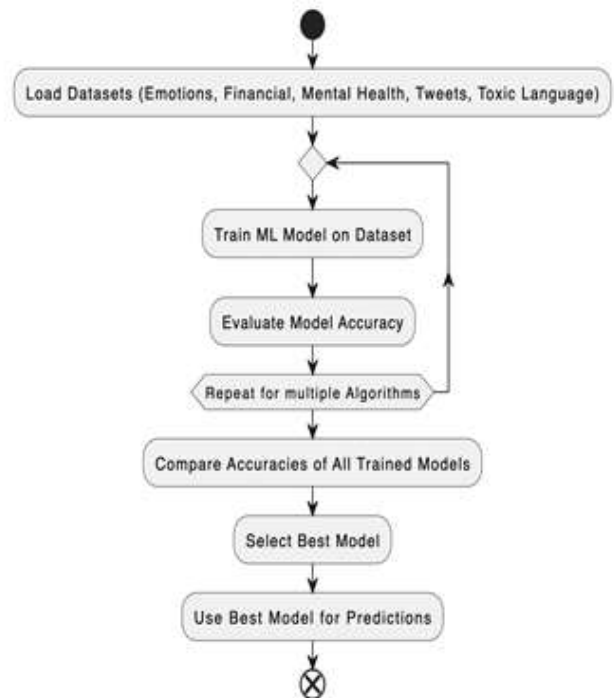 Load Datasets (Emotions, Financial, Mental Health, Tweets, Toxic Language)
Train ML Model on Dataset
Evaluate Model Accuracy
Repeat for multiple Algorithms
Compare Accuracies of All Trained Models
Select Best Model
Use Best Model for Predictions